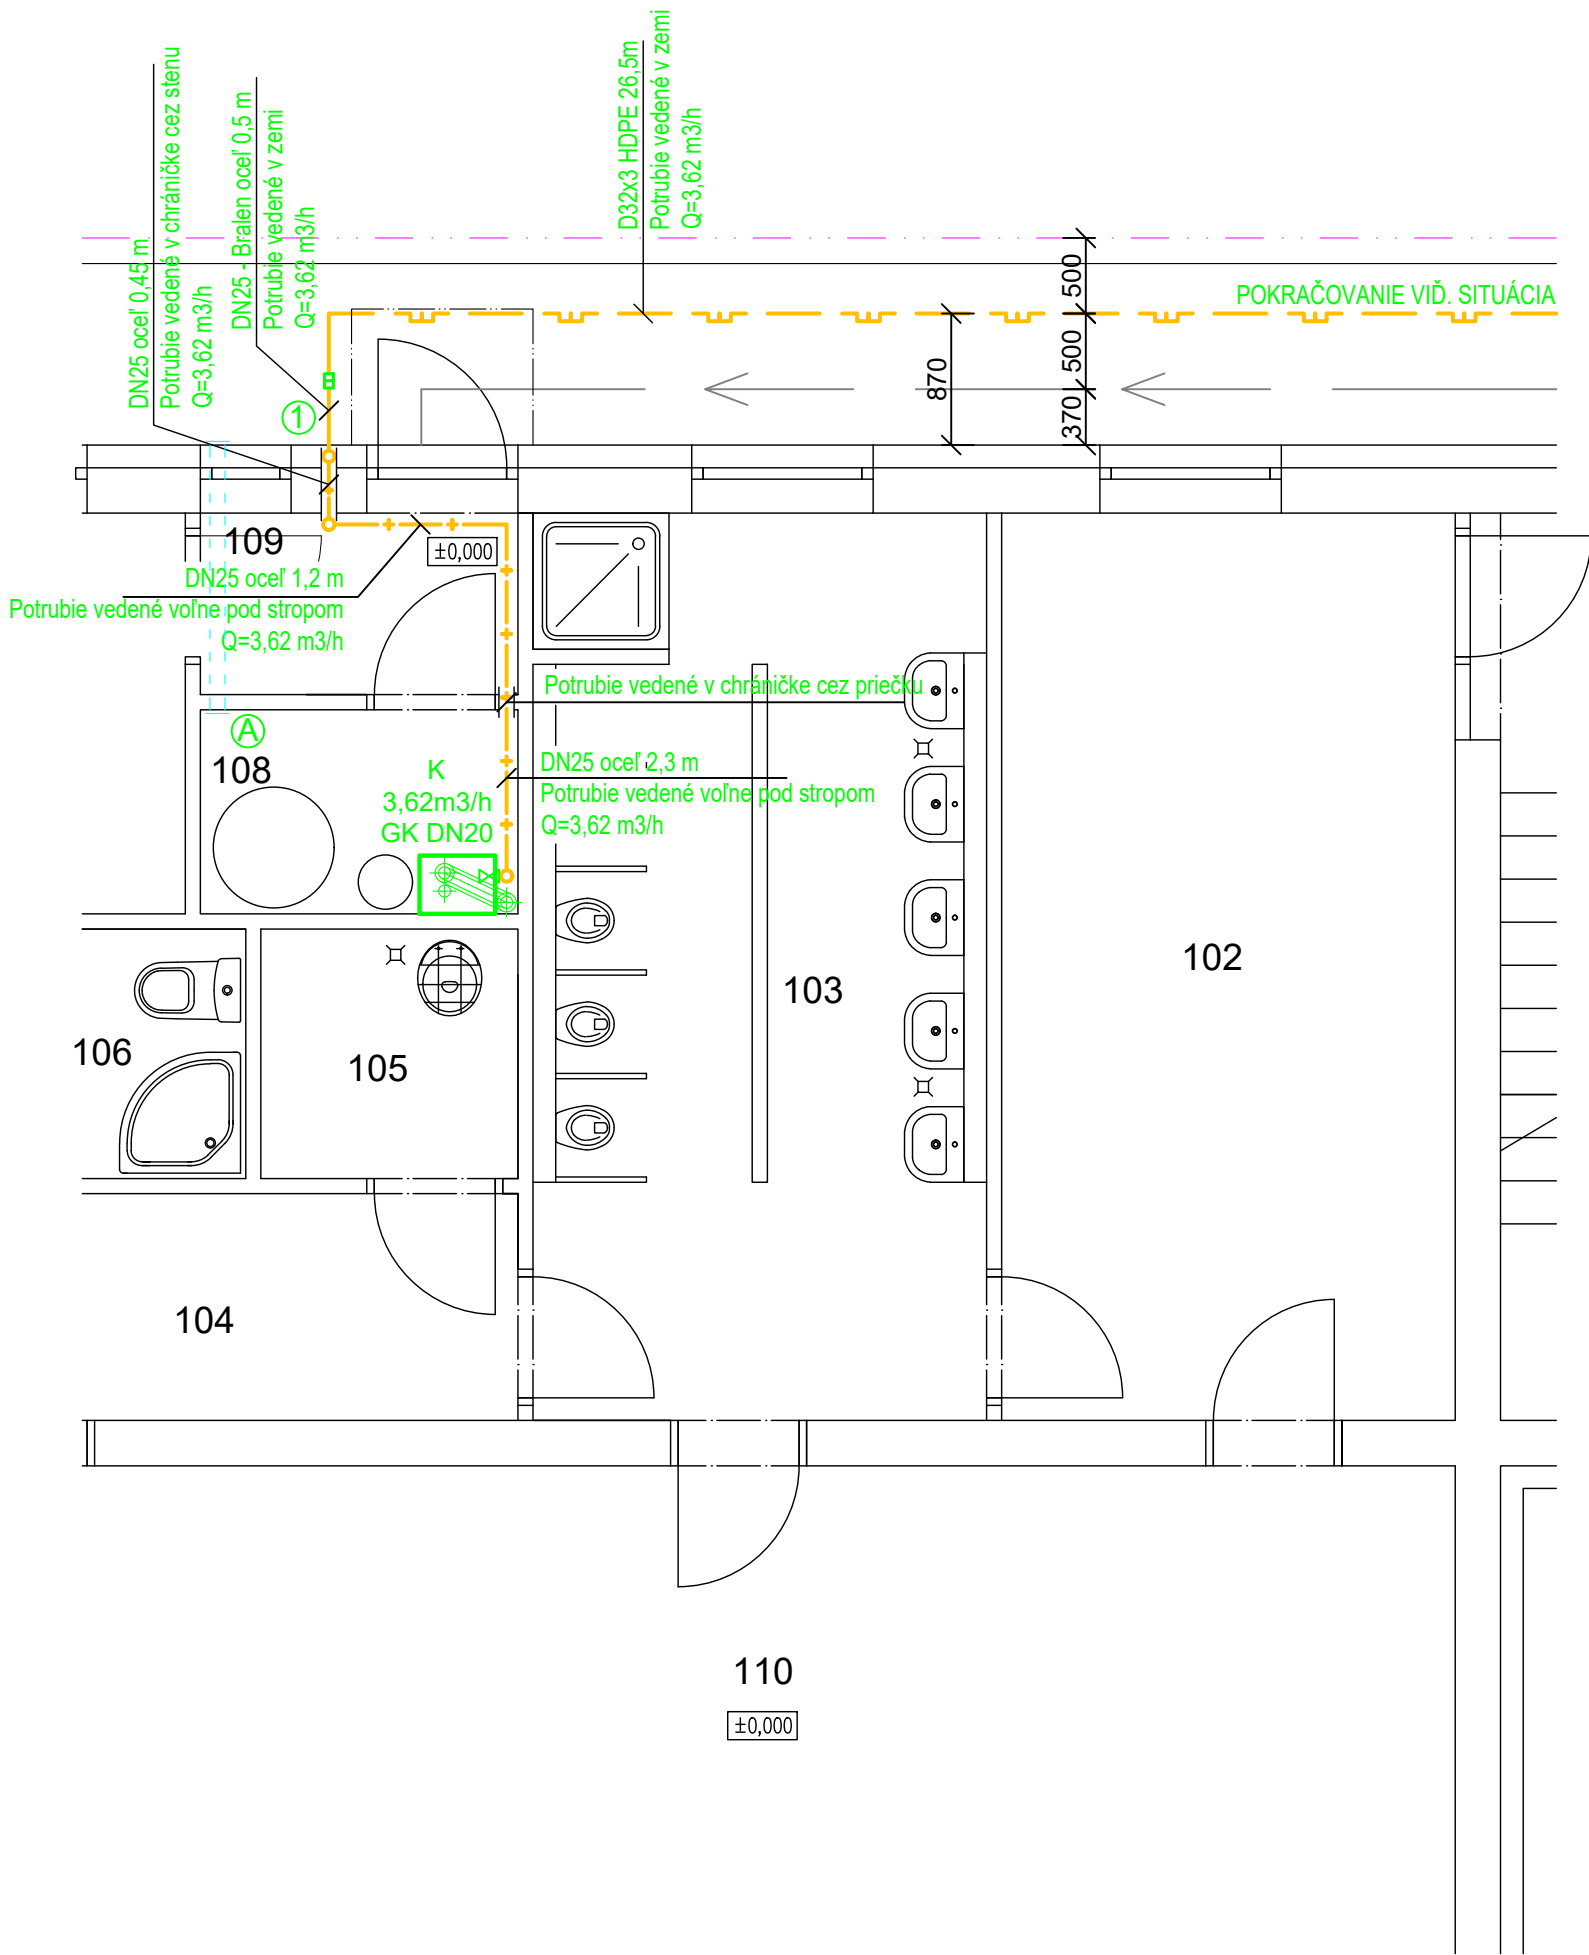 DN25 oceľ 0,45 m
Potrubie vedené v chráničke cez stenu
Q=3,62 m3/h
DN25 - Bralen oceľ 0,5 m
Potrubie vedené v zemi
Q=3,62 m3/h
D32x3 HDPE 26,5m
Potrubie vedené v zemi
Q=3,62 m3/h
POKRAČOVANIE VIĎ. SITUÁCIA
500
500
370
870
1
109
±0,000
DN25 oceľ 1,2 m
Potrubie vedené voľne pod stropom
Q=3,62 m3/h
Potrubie vedené v chráničke cez priečku
A
108
K
3,62m3/h
GK DN20
DN25 oceľ 2,3 m
Potrubie vedené voľne pod stropom
Q=3,62 m3/h
102
103
106
105
104
110
±0,000